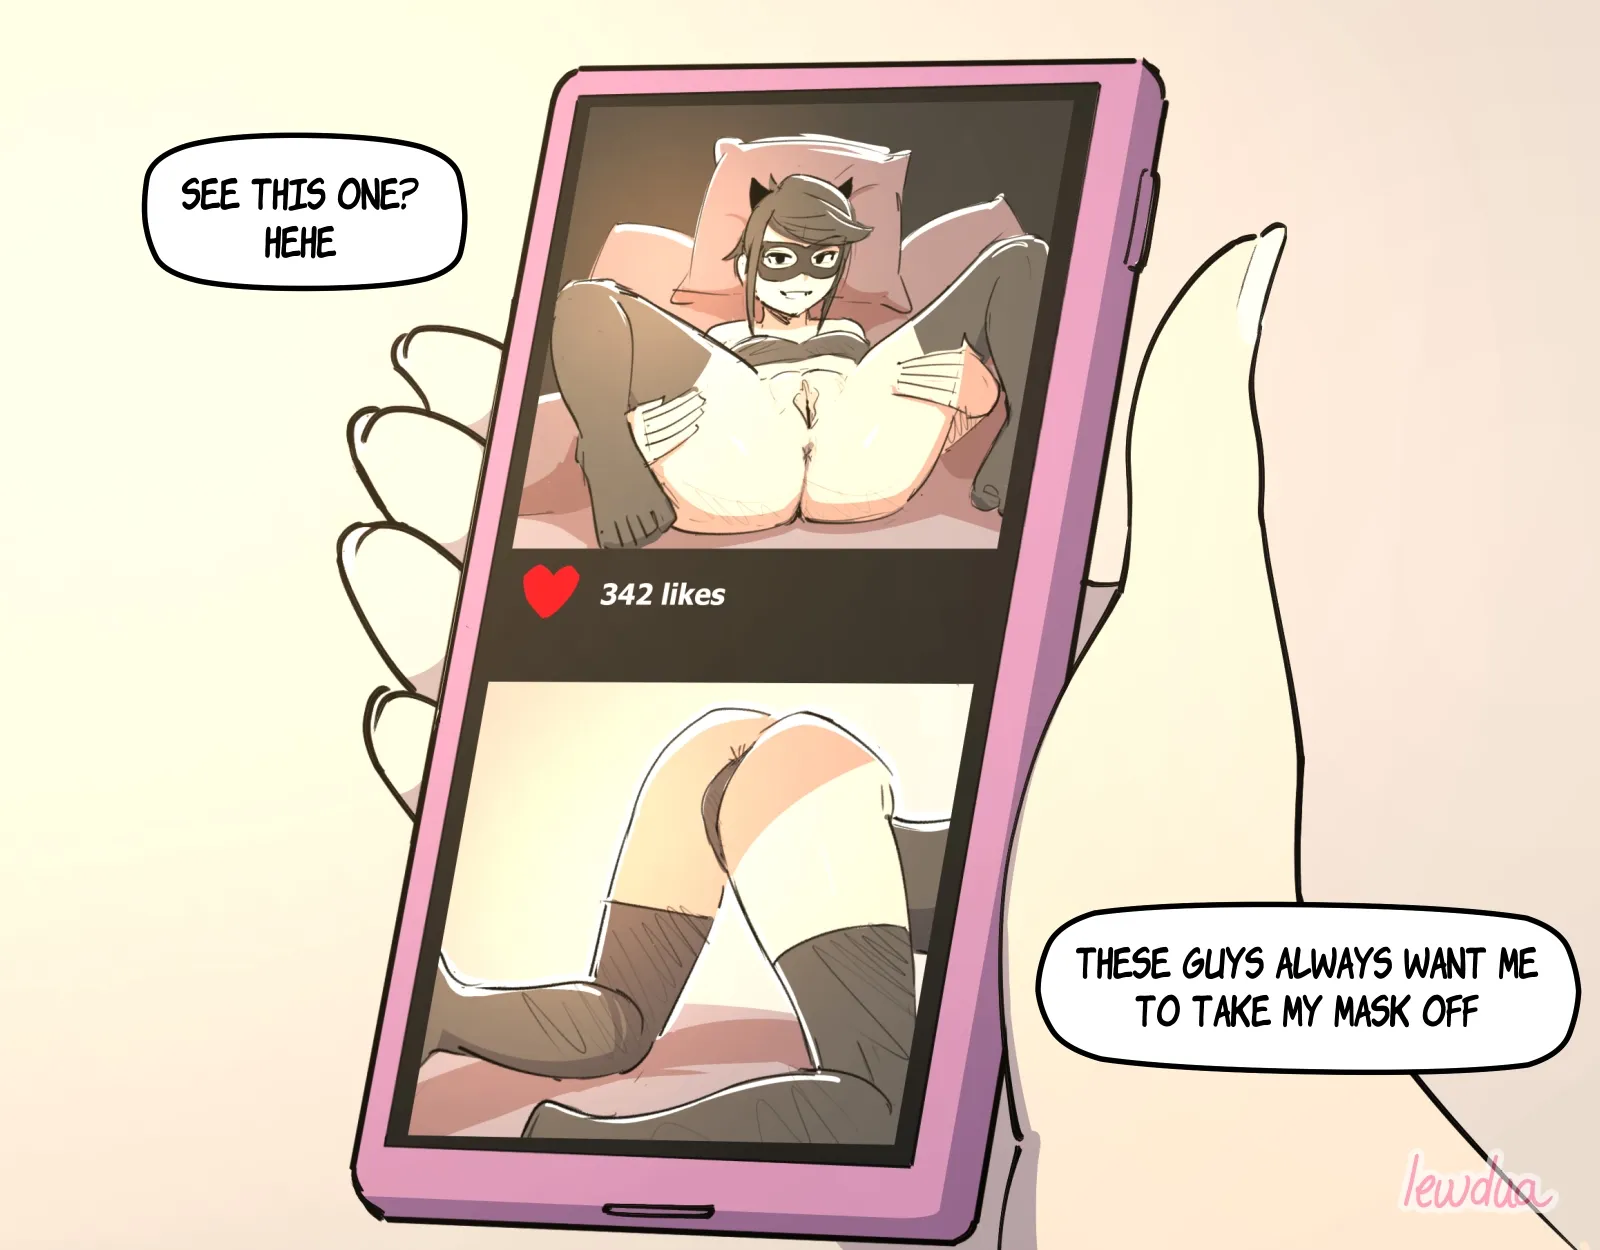 SEE THIS ONE?
HEHE
342 likes
THESE GUYS ALWAYS WANT ME
TO TAKE MY MASK OFF
lewdua